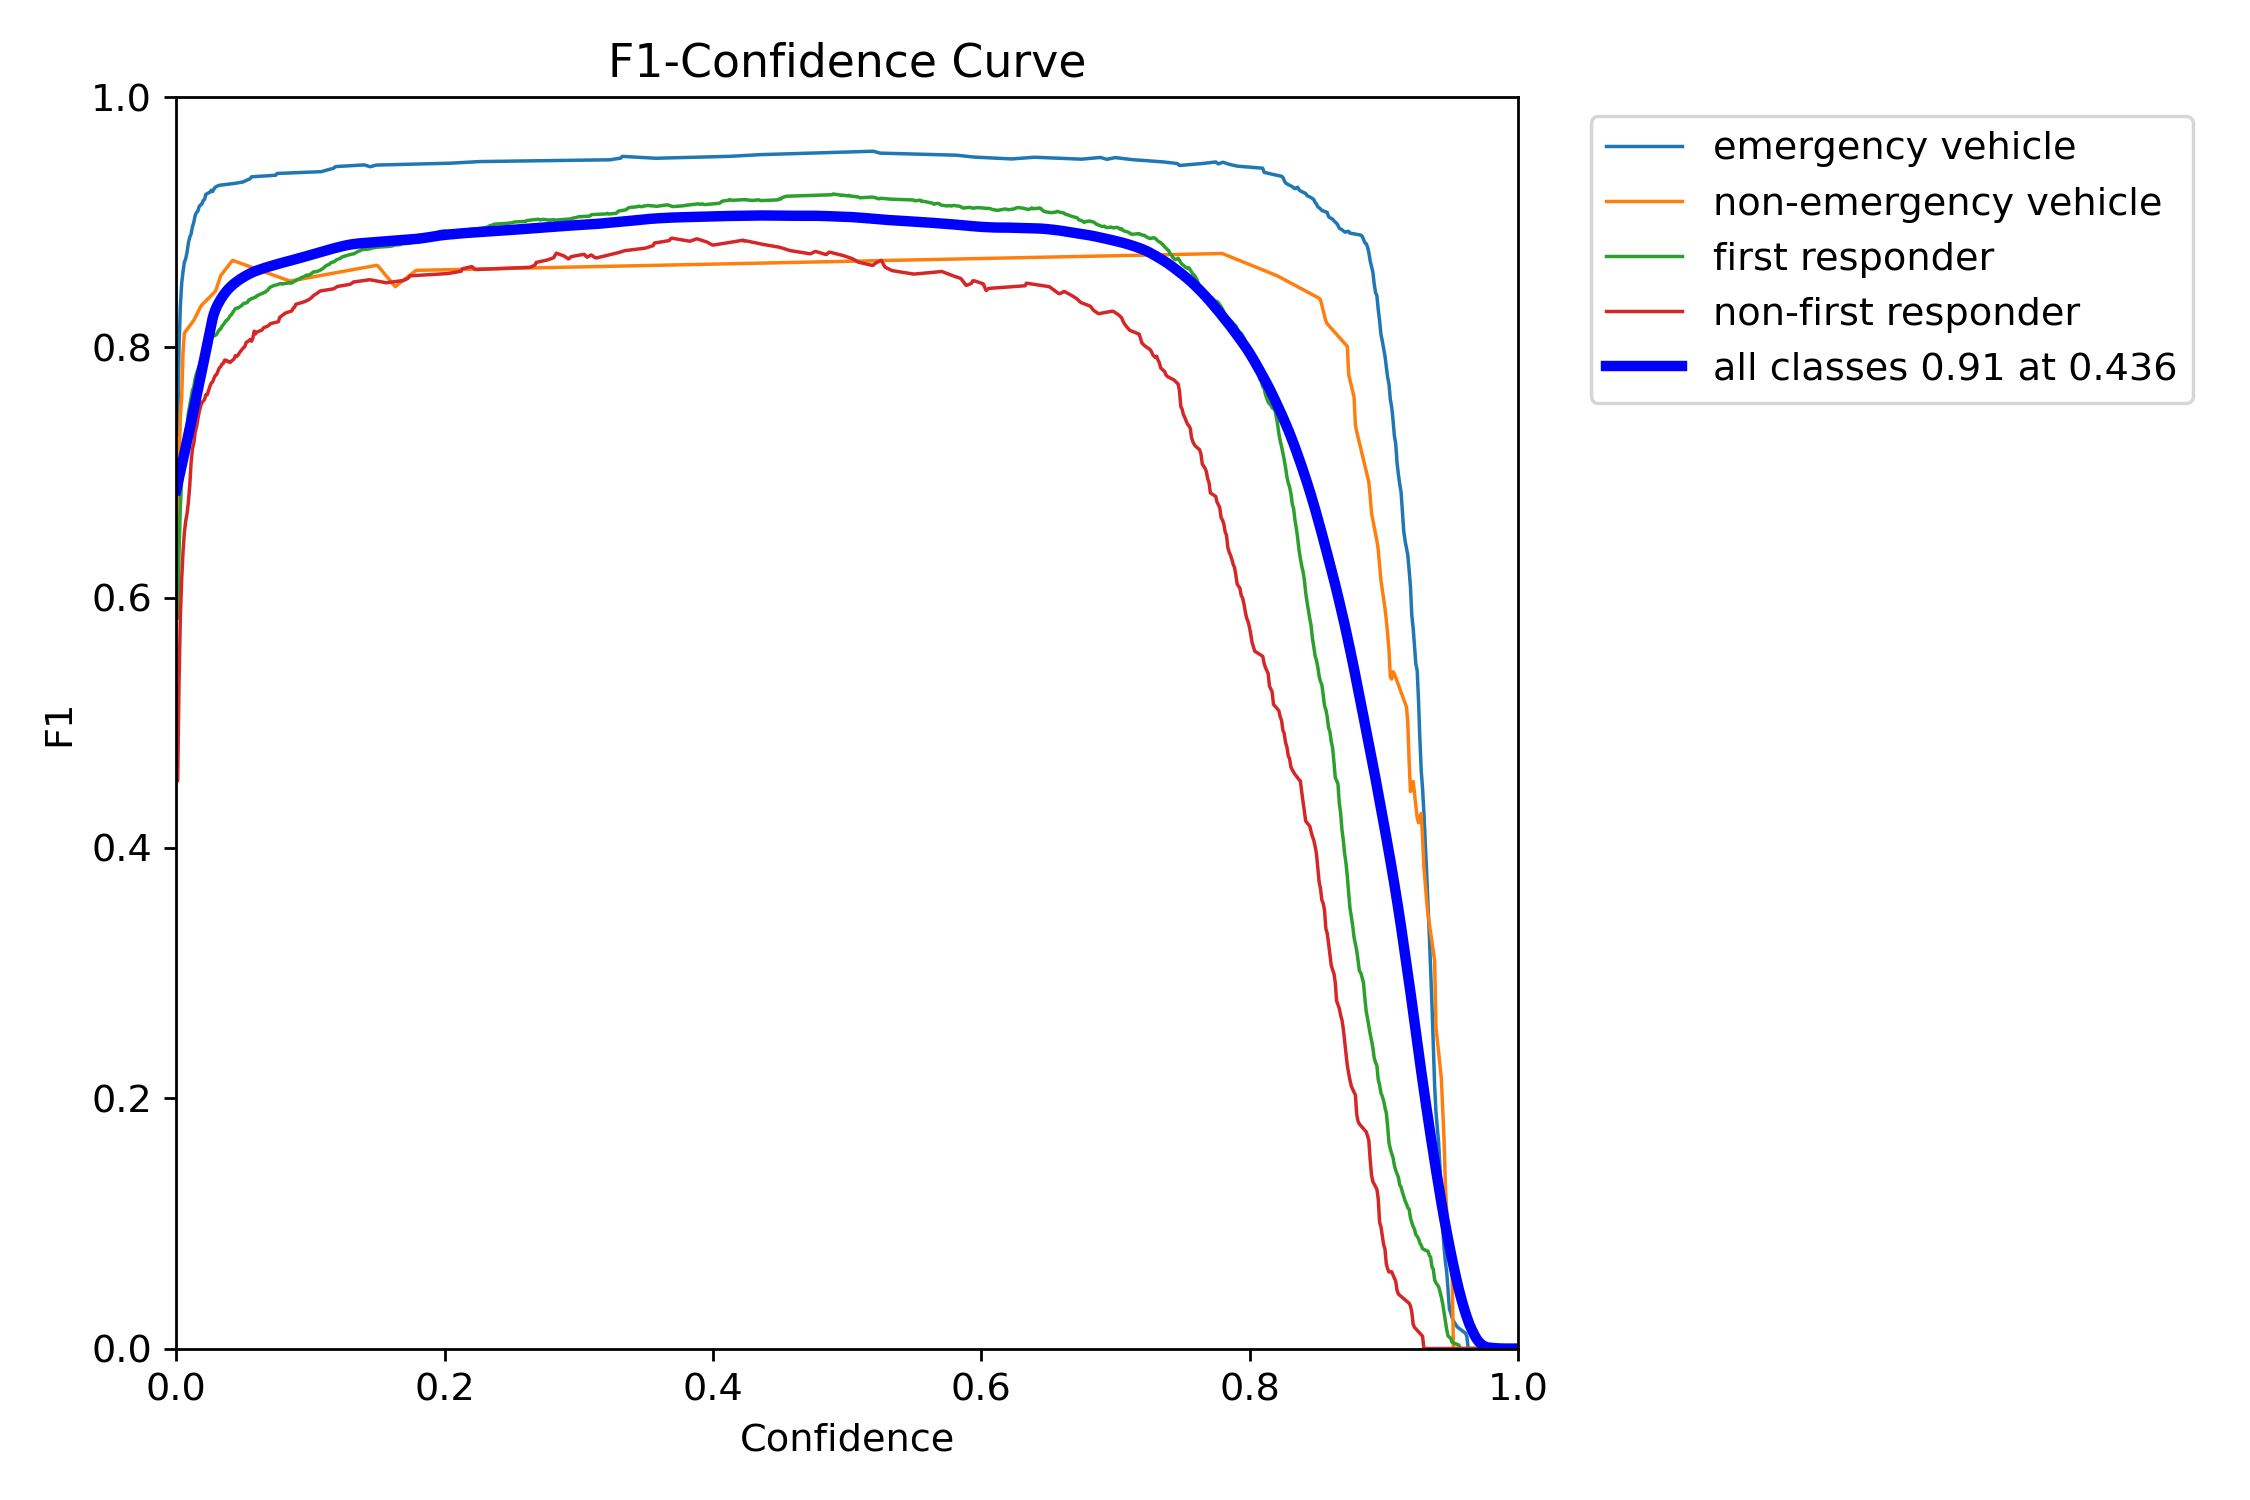 F1-Confidence Curve
1.0
0.8
0.6
0.4
0.2
0.0
F1
0.0 0.2 0.4 0.6 0.8 1.0
Confidence
emergency vehicle
non-emergency vehicle
first responder
non-first responder
all classes 0.91 at 0.436